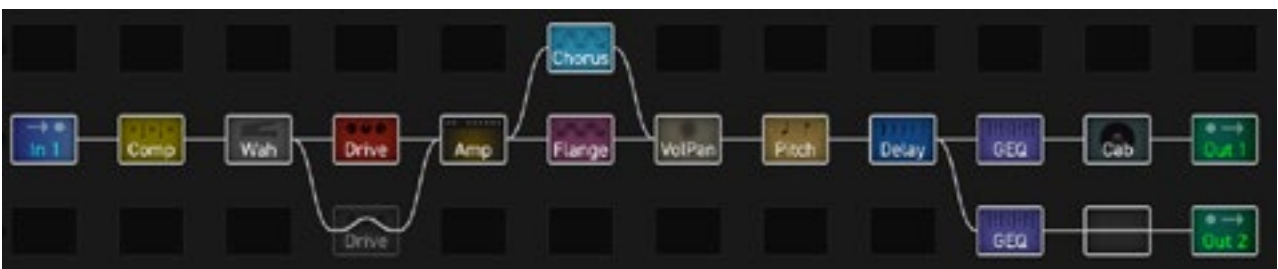 Chorus
In 1
Comp
Wah
Drive
Amp
Flange
VolPan
Pitch
Delay
GEQ
Cab
Out 1
Drive
GEQ
Out 2